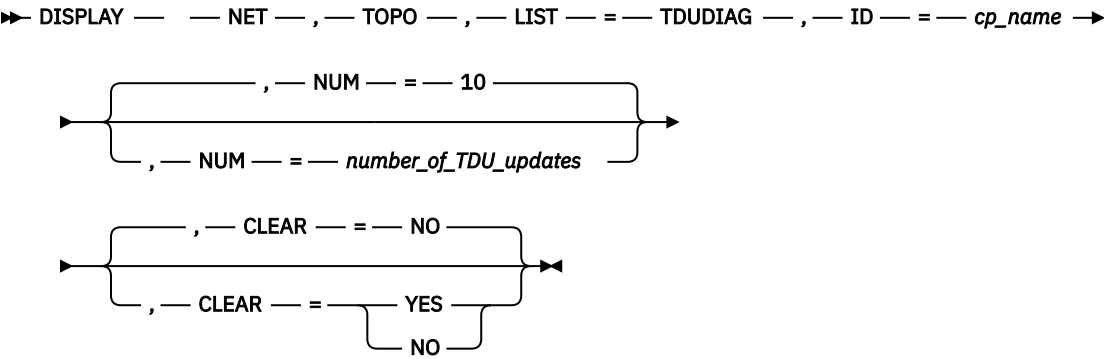 DISPLAY NET , TOPO , LIST = TDUDIAG , ID = cp_name
, NUM = 10
, NUM = number_of_TDU_updates
, CLEAR = NO
, CLEAR = YES
NO